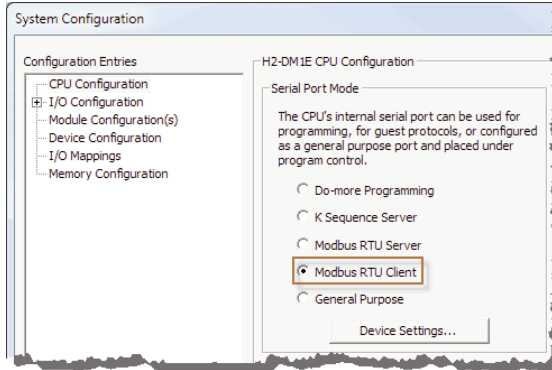 System Configuration
Configuration Entries
CPU Configuration
I/O Configuration
Module Configuration(s)
Device Configuration
I/O Mappings
Memory Configuration
H2-DM1E CPU Configuration
Serial Port Mode
The CPU's internal serial port can be used for
programming, for guest protocols, or configured
as a general purpose port and placed under
program control.
Do-more Programming
K Sequence Server
Modbus RTU Server
Modbus RTU Client
General Purpose
Device Settings...